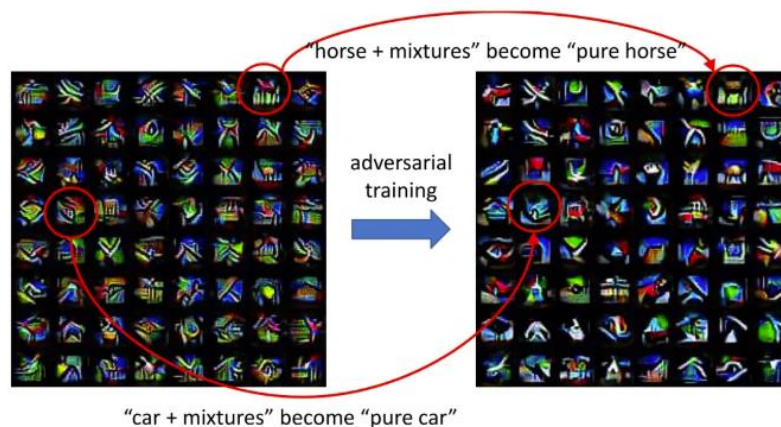 “horse + mixtures” become “pure horse”
adversarial
training
“car + mixtures” become “pure car”